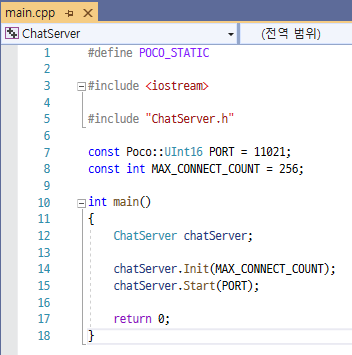 main.cpp
ChatServer (전역 범위)
1 #define POCO_STATIC
2
3 #include <iostream>
4
5 #include "ChatServer.h"
6
7 const Poco::UInt16 PORT = 11021;
8 const int MAX_CONNECT_COUNT = 256;
9
10 int main()
11 {
12 ChatServer chatServer;
13
14 chatServer.Init(MAX_CONNECT_COUNT);
15 chatServer.Start(PORT);
16
17 return 0;
18 }